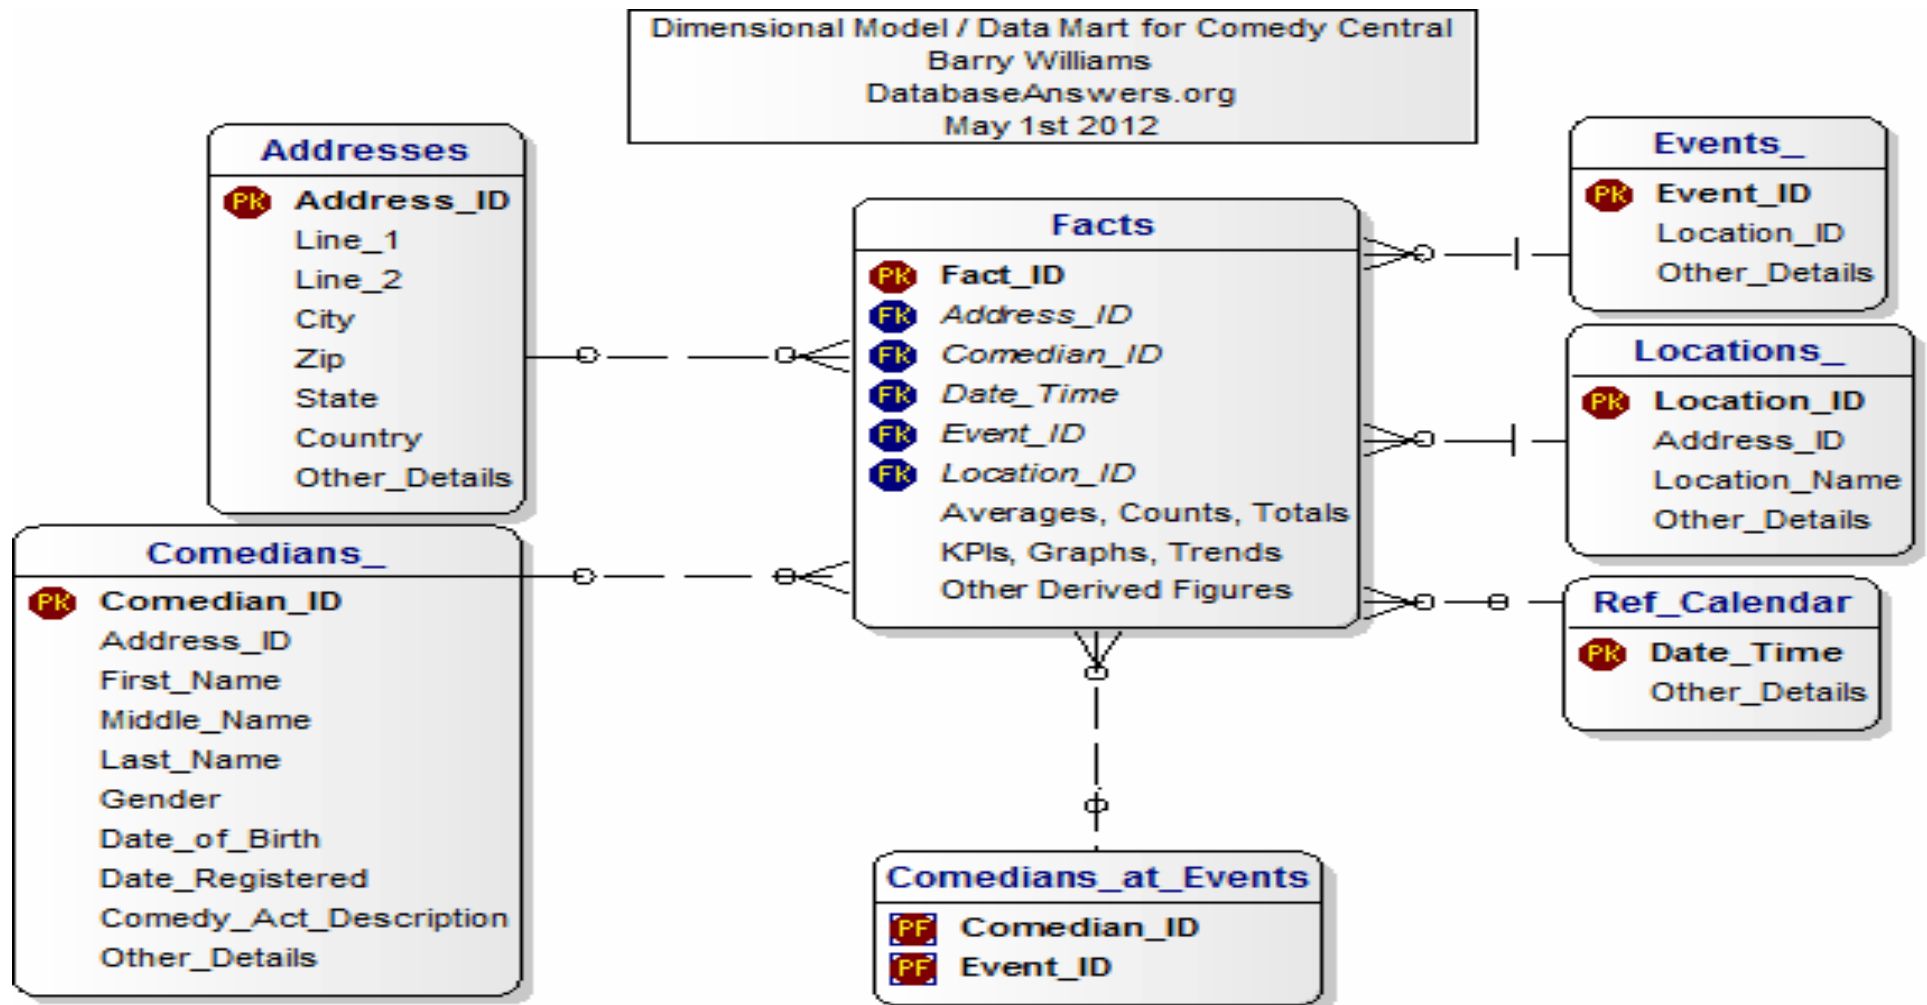 Dimensional Model / Data Mart for Comedy Central
Barry Williams
DatabaseAnswers.org
May 1st 2012
Addresses
PK Address_ID
Line_1
Line_2
City
Zip
State
Country
Other_Details
Comedians_
PK Comedian_ID
Address_ID
First_Name
Middle_Name
Last_Name
Gender
Date_of_Birth
Date_Registered
Comedy_Act_Description
Other_Details
Facts
PK Fact_ID
FK Address_ID
FK Comedian_ID
FK Date_Time
FK Event_ID
FK Location_ID
Averages, Counts, Totals
KPIs, Graphs, Trends
Other Derived Figures
Comedians_at_Events
PF Comedian_ID
PF Event_ID
Events_
PK Event_ID
Location_ID
Other_Details
Locations_
PK Location_ID
Address_ID
Location_Name
Other_Details
Ref_Calendar
PK Date_Time
Other_Details